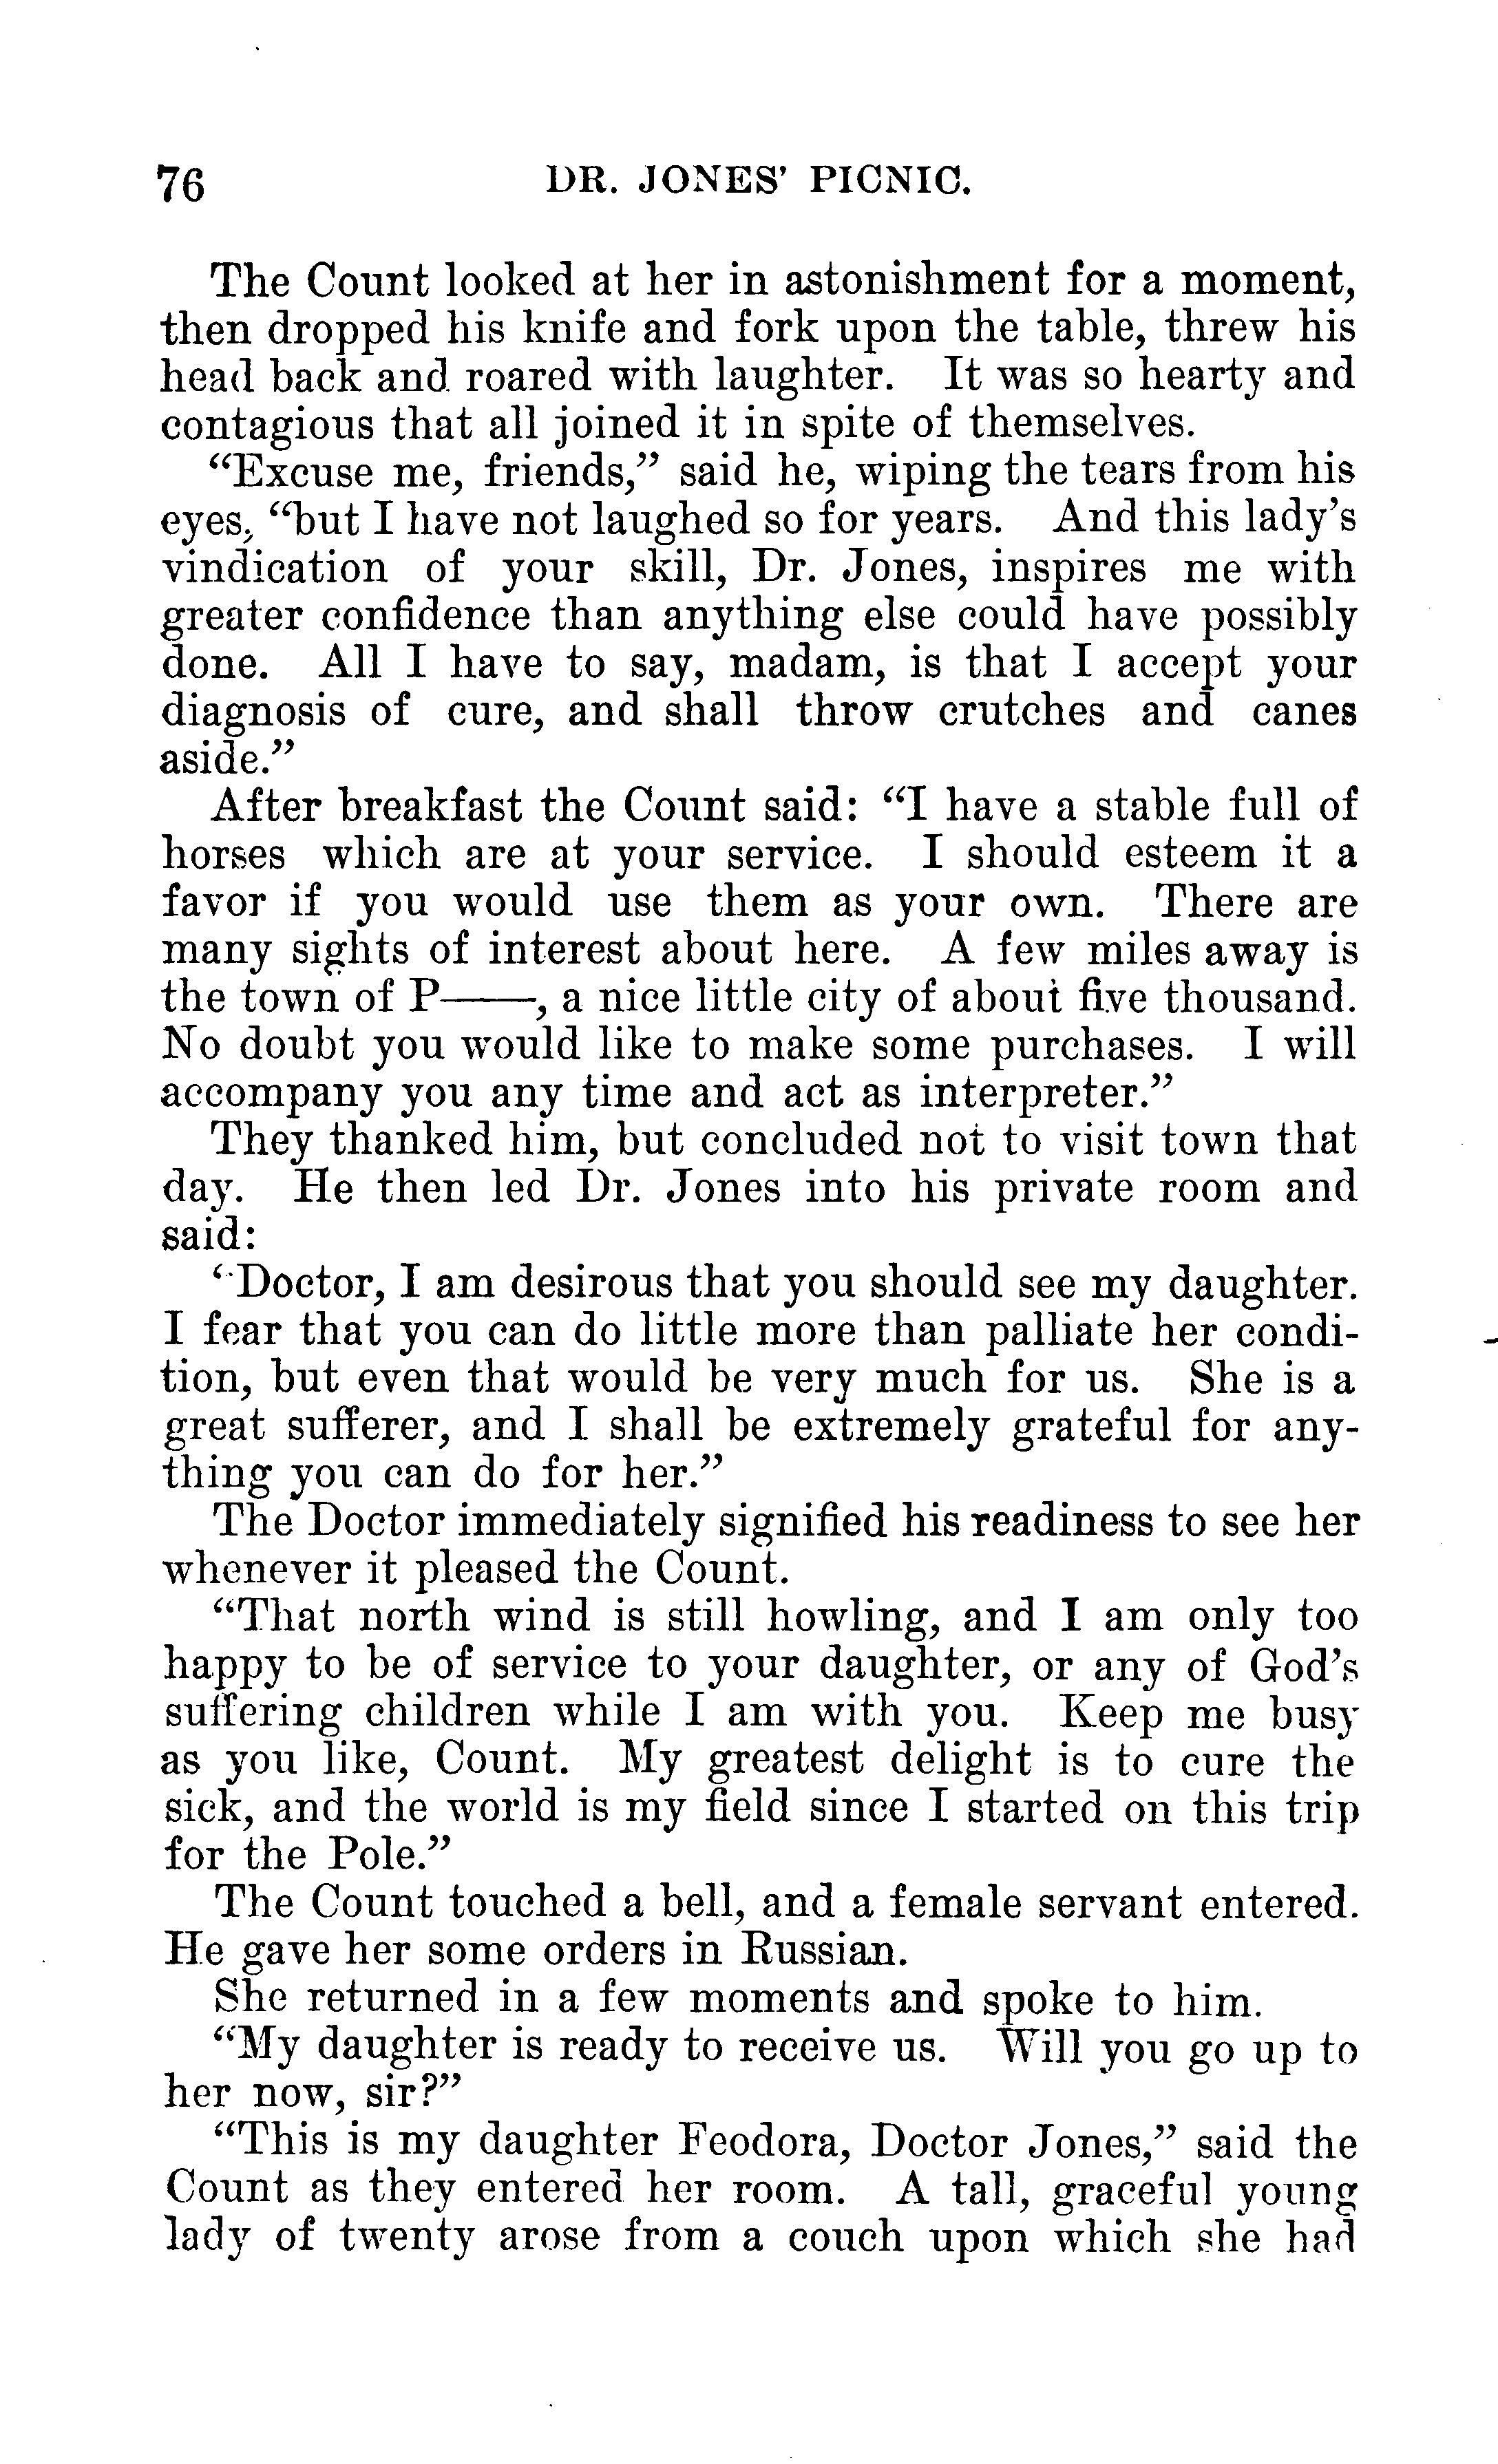 76 DR. JONES' PICNIC.
The Count looked at her in astonishment for a moment,
then dropped his knife and fork upon the table, threw his
head back and roared with laughter. It was so hearty and
contagious that all joined it in spite of themselves.
"Excuse me, friends," said he, wiping the tears from his
eyes, "but I have not laughed so for years. And this lady's
vindication of your skill, Dr. Jones, inspires me with
greater confidence than anything else could have possibly
done. All I have to say, madam, is that I accept your
diagnosis of cure, and shall throw crutches and canes
aside."
After breakfast the Count said: "I have a stable full of
horses which are at your service. I should esteem it a
favor if you would use them as your own. There are
many sights of interest about here. A few miles away is
the town of P——, a nice little city of about five thousand.
No doubt you would like to make some purchases. I will
accompany you any time and act as interpreter."
They thanked him, but concluded not to visit town that
day. He then led Dr. Jones into his private room and
said:
"Doctor, I am desirous that you should see my daughter.
I fear that you can do little more than palliate her condi-
tion, but even that would be very much for us. She is a
great sufferer, and I shall be extremely grateful for any-
thing you can do for her."
The Doctor immediately signified his readiness to see her
whenever it pleased the Count.
"That north wind is still howling, and I am only too
happy to be of service to your daughter, or any of God's
suffering children while I am with you. Keep me busy
as you like, Count. My greatest delight is to cure the
sick, and the world is my field since I started on this trip
for the Pole."
The Count touched a bell, and a female servant entered.
He gave her some orders in Russian.
She returned in a few moments and spoke to him.
"My daughter is ready to receive us. Will you go up to
her now, sir?"
"This is my daughter Feodora, Doctor Jones," said the
Count as they entered her room. A tall, graceful young
lady of twenty arose from a couch upon which she had